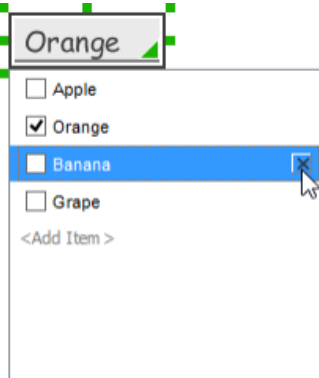 Orange
Apple
Orange
Banana
Grape
<Add Item >